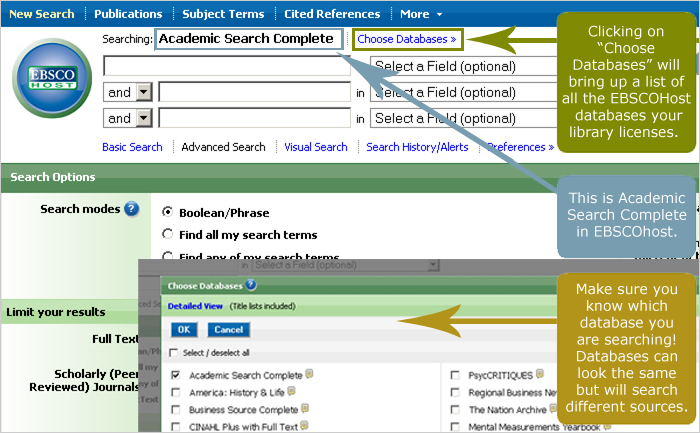 New Search Publications Subject Terms Cited References More
Searching: Academic Search Complete Choose Databases »
Clicking on
“Choose
Databases” will
bring up a list of
all the EBSCOHost
databases your
library licenses.
EBSCO
HOST
Select a Field (optional)
and in Select a Field (optional)
and in Select a Field (optional)
Basic Search Advanced Search Visual Search Search History/Alerts Preferences »
Search Options
This is Academic
Search Complete
in EBSCOhost.
Search modes ?
Boolean/Phrase
Find all my search terms
Find any of my search terms
in Select a Field (optional)
Choose Databases ?
Detailed View (Title lists included)
OK Cancel
Select / deselect all
Make sure you
know which
database you
are searching!
Databases can
look the same
but will search
different sources.
Limit your results
Full Text
Scholarly (Peer
Reviewed) Journals
Academic Search Complete
America: History & Life
Business Source Complete
CINAHL Plus with Full Text
PsycCRITIQUES
Regional Business
The Nation Archive
Mental Measurements Yearbook